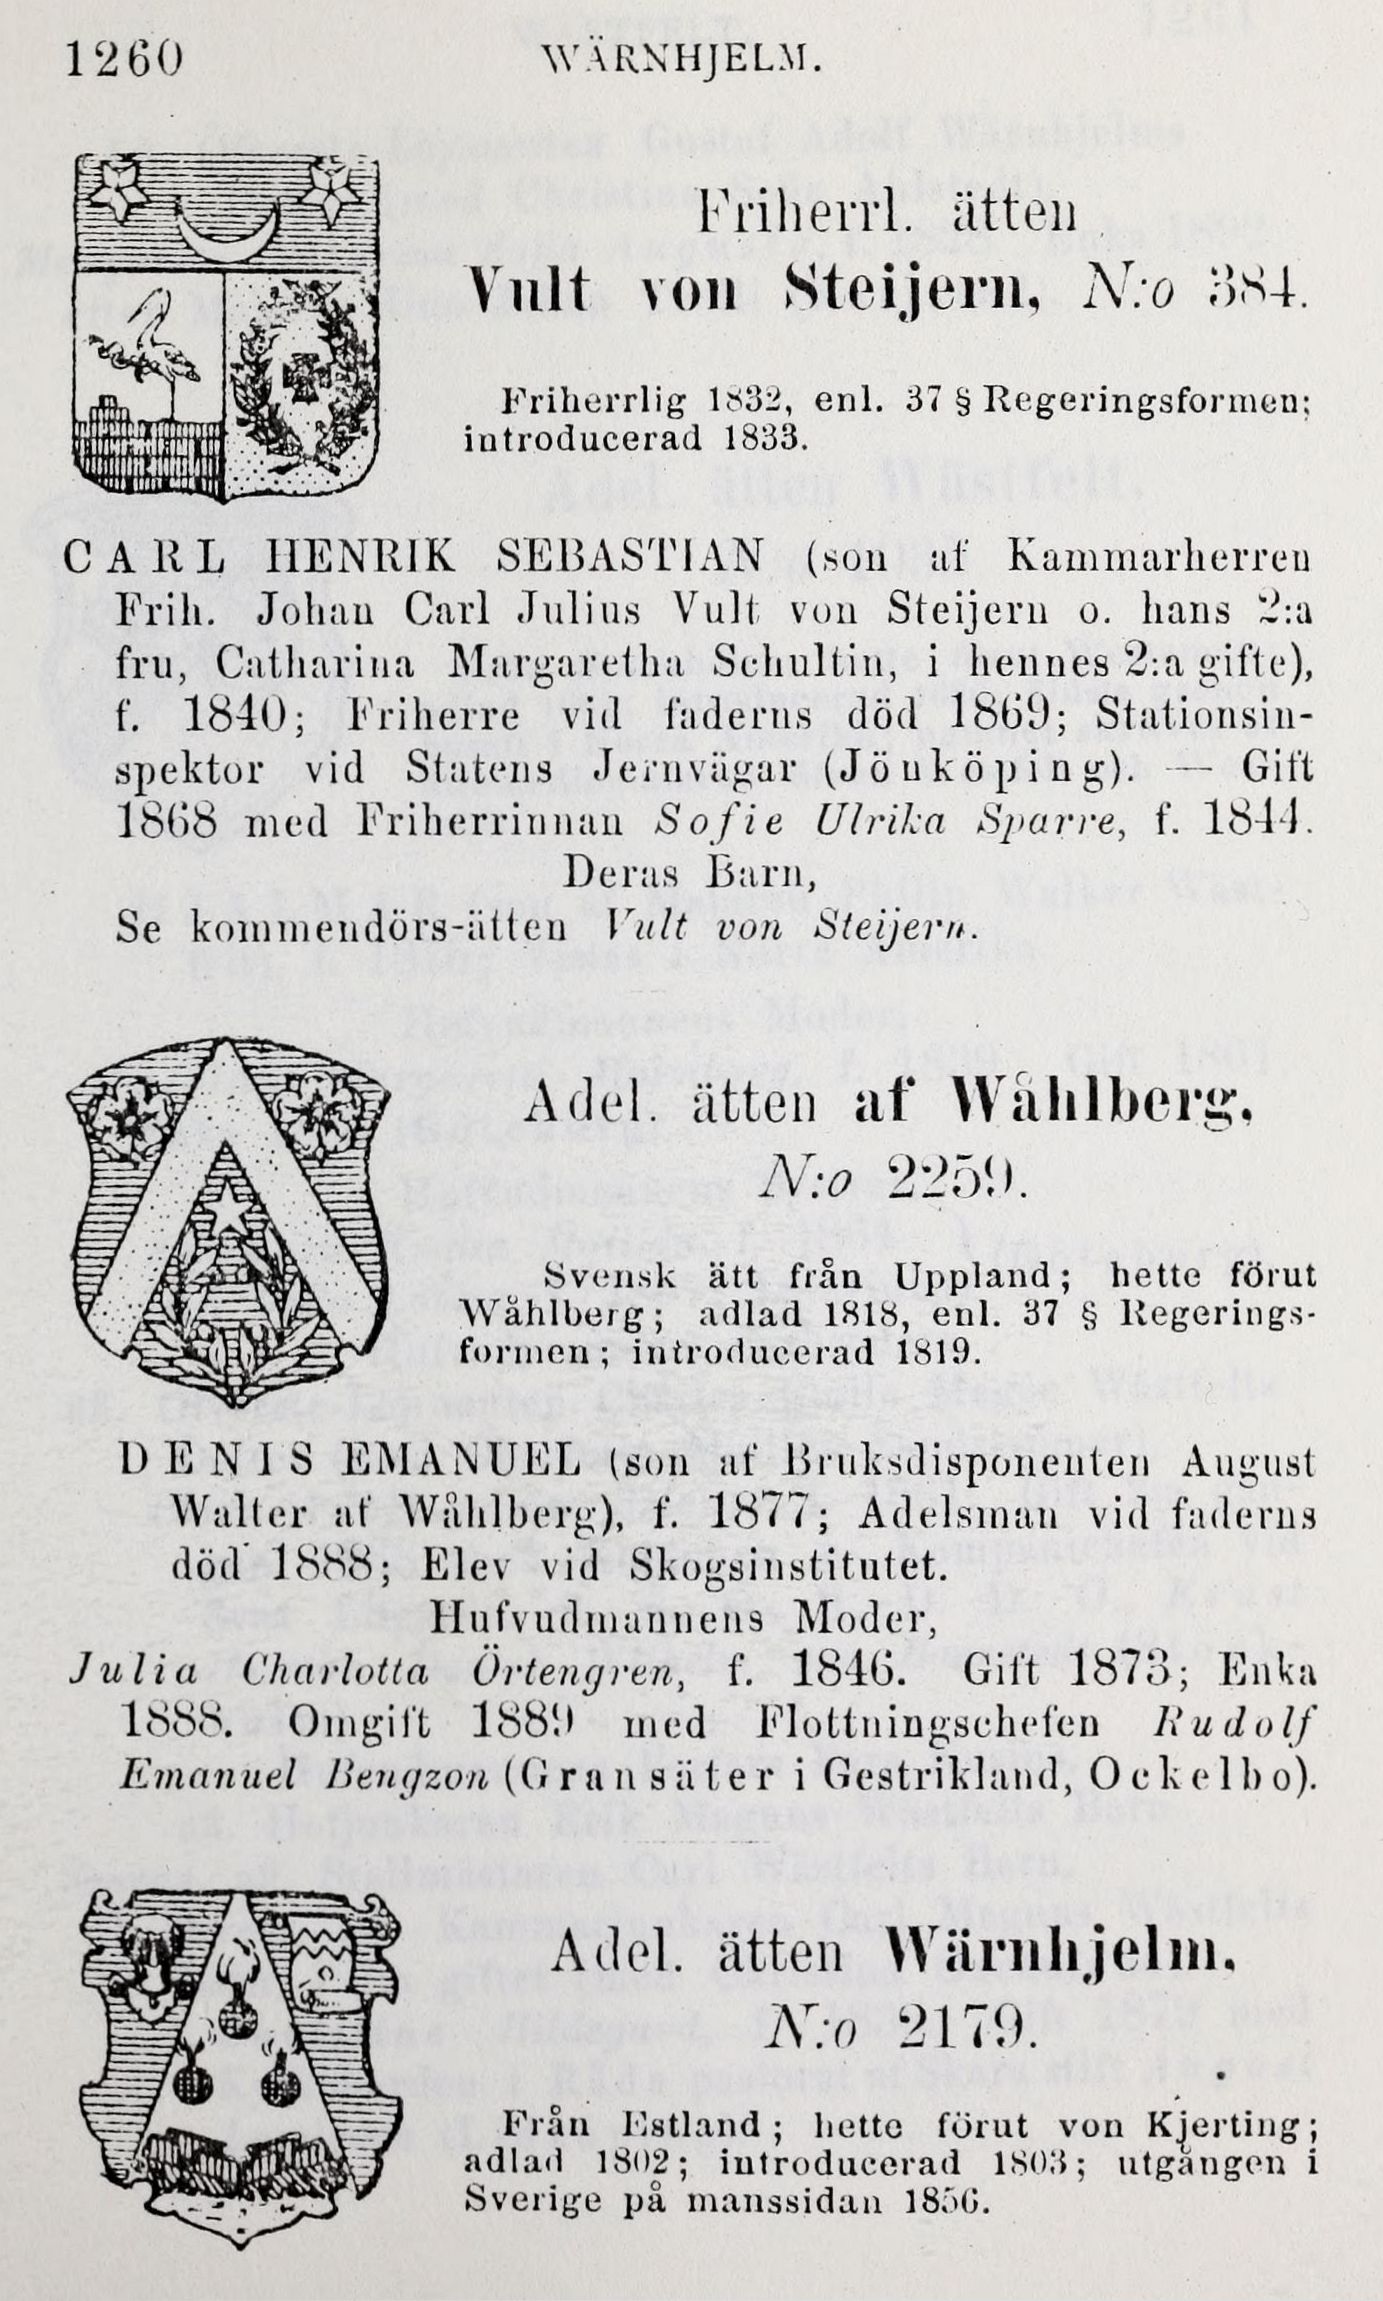 1260
WÄRNHJELM.
Friherrl. ätten
Vult von Steijern, N:o 384.
Friherrlig 1832, enl. 37 § Regeringsformen;
introducerad 1833.
CARL HENRIK SEBASTIAN (son af Kammarherren
Frih. Johan Carl Julius Vult von Steijern o. hans 2:a
fru, Catharina Margaretha Schultin, i hennes 2:a gifte),
f. 1840; Friherre vid faderns död 1869; Stationsin-
spektor vid Statens Jernvägar (Jönköping). — Gift
1868 med Friherrinnan Sofie Ulrika Sparre, f. 1844.
Deras Barn,
Se kommendörs-ätten Vult von Steijern.
Adel. ätten af Wåhlberg,
N:o 2259.
Svensk ätt från Uppland; hette förut
Wåhlberg; adlad 1818, enl. 37 § Regerings-
formen; introducerad 1819.
DENIS EMANUEL (son af Bruksdisponenten August
Walter af Wåhlberg), f. 1877; Adelsman vid faderns
död 1888; Elev vid Skogsinstitutet.
Hufvudmannens Moder,
Julia Charlotta Örtengren, f. 1846. Gift 1873; Enka
1888. Omgift 1889 med Flottningschefen Rudolf
Emanuel Bengzon (Gransäter i Gestrikland, Ockelbo).
Adel. ätten Wärnhjelm,
N:o 2179.
Från Estland; hette förut von Kjerting;
adlad 1802; introducerad 1803; utgången i
Sverige på manssidan 1856.